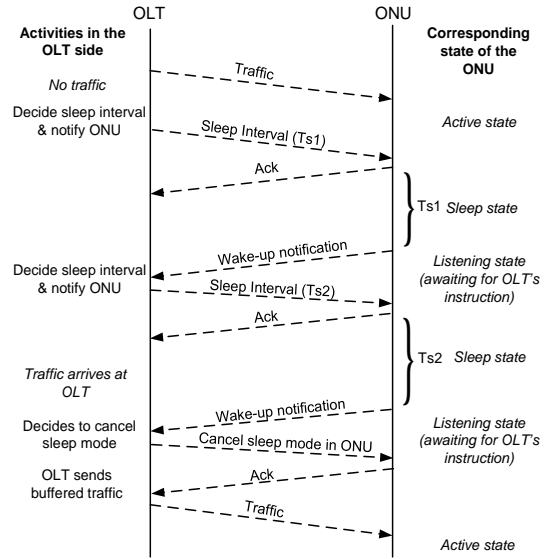 OLT
ONU
Activities in the
OLT side
Corresponding
state of the
ONU
Traffic
No traffic
Decide sleep interval
& notify ONU
Active state
Sleep Interval (Ts1)
Ack
Ts1
Sleep state
Wake-up notification
Listening state
(awaiting for OLT's
instruction)
Decide sleep interval
& notify ONU
Sleep Interval (Ts2)
Ack
Ts2
Sleep state
Traffic arrives at
OLT
Wake-up notification
Decides to cancel
sleep mode
Listening state
(awaiting for OLT's
instruction)
Cancel sleep mode in ONU
Ack
OLT sends
buffered traffic
Traffic
Active state